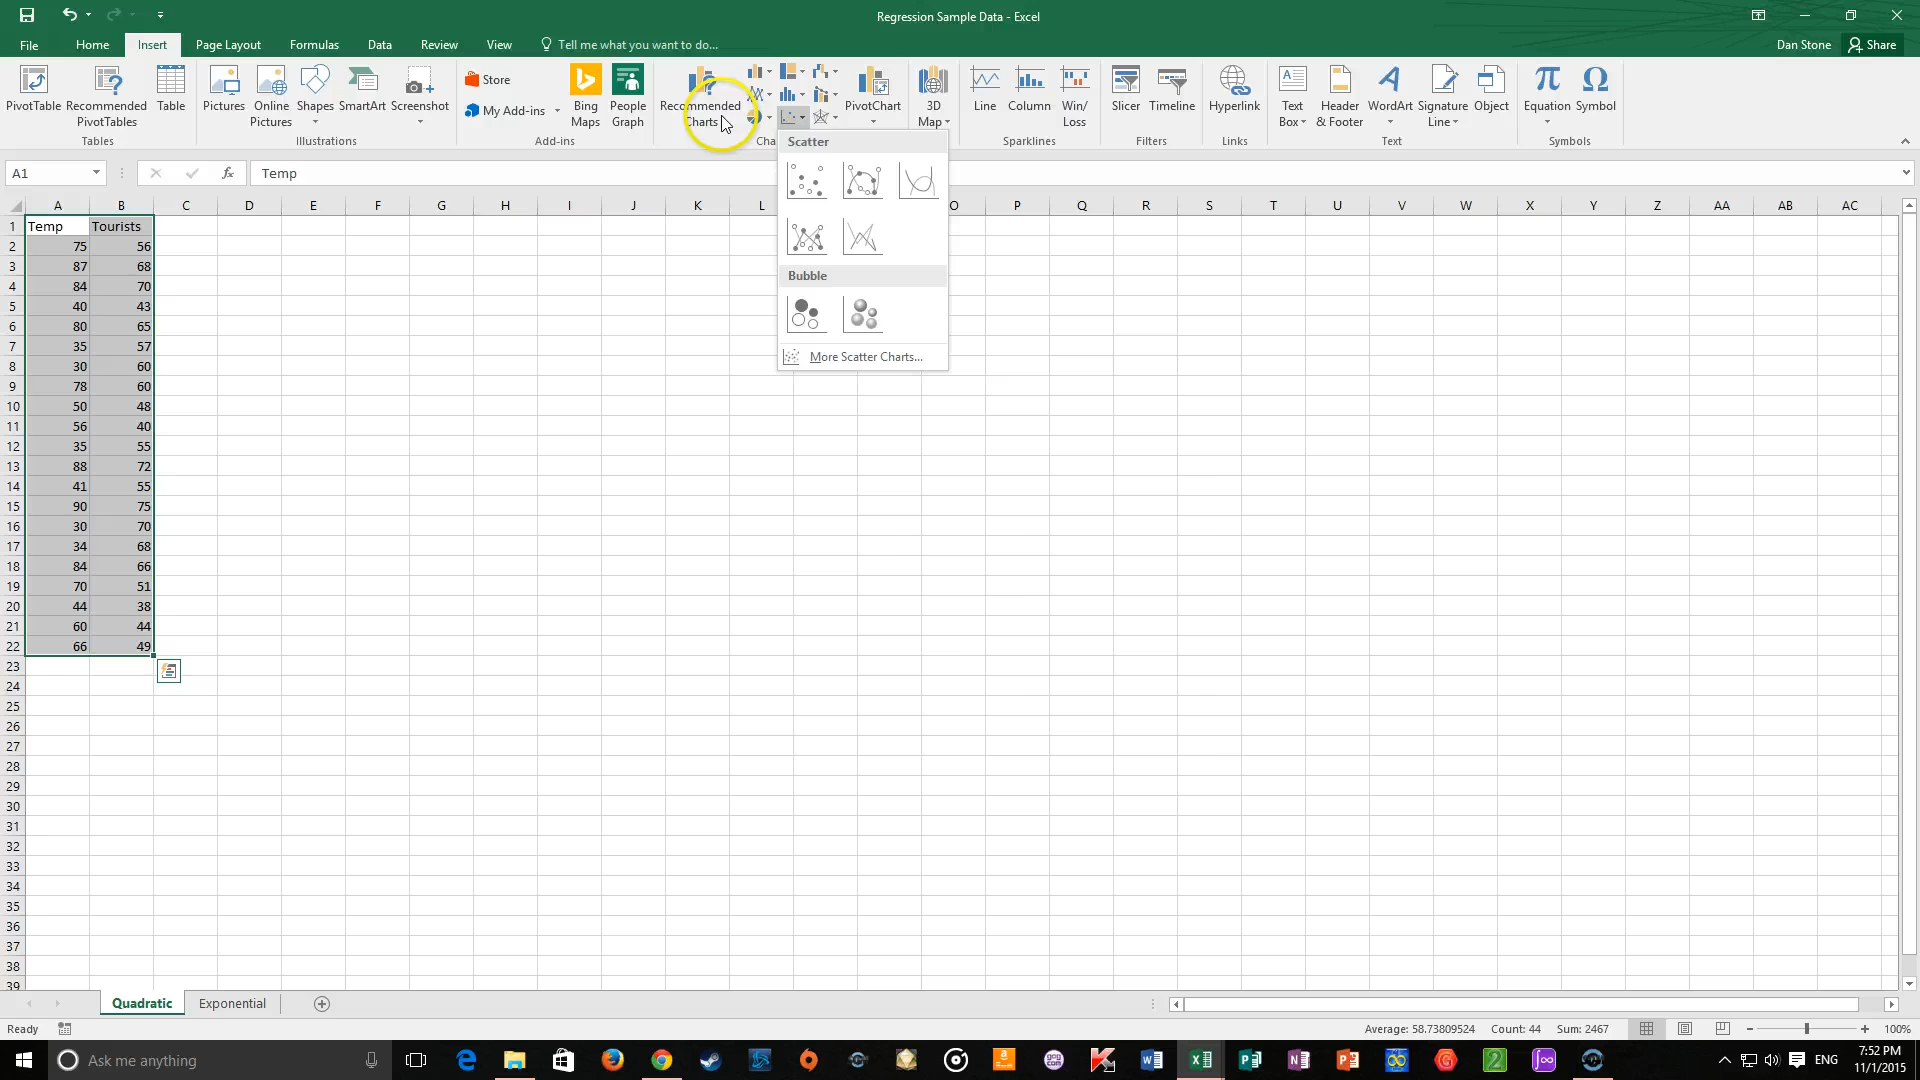 Regression Sample Data - Excel
File Home Insert Page Layout Formulas Data Review View Tell me what you want to do... Dan Stone Share
PivotTable Recommended PivotTables Table
Tables
Pictures Online Pictures Shapes SmartArt Screenshot
Illustrations
Store
My Add-ins
Bing Maps People Graph
Add-ins
Recommended Charts
PivotChart
3D Map
Line Column Win/Loss
Sparklines
Slicer Timeline
Filters
Hyperlink
Links
Text Box Header & Footer WordArt Signature Line Object
Text
Equation Symbol
Symbols
Scatter
Bubble
More Scatter Charts...
A1 fx Temp
A B C D E F G H I J K L O P Q R S T U V W X Y Z AA AB AC
1 Temp Tourists
2 75 56
3 87 68
4 84 70
5 40 43
6 80 65
7 35 57
8 30 60
9 78 60
10 50 48
11 56 40
12 35 55
13 88 72
14 41 55
15 90 75
16 30 70
17 34 68
18 84 66
19 70 51
20 44 38
21 60 44
22 66 49
23
24
25
26
27
28
29
30
31
32
33
34
35
36
37
38
39
Quadratic Exponential
Ready Average: 58.73809524 Count: 44 Sum: 2467 100%
Ask me anything ENG 7:52 PM
11/1/2015